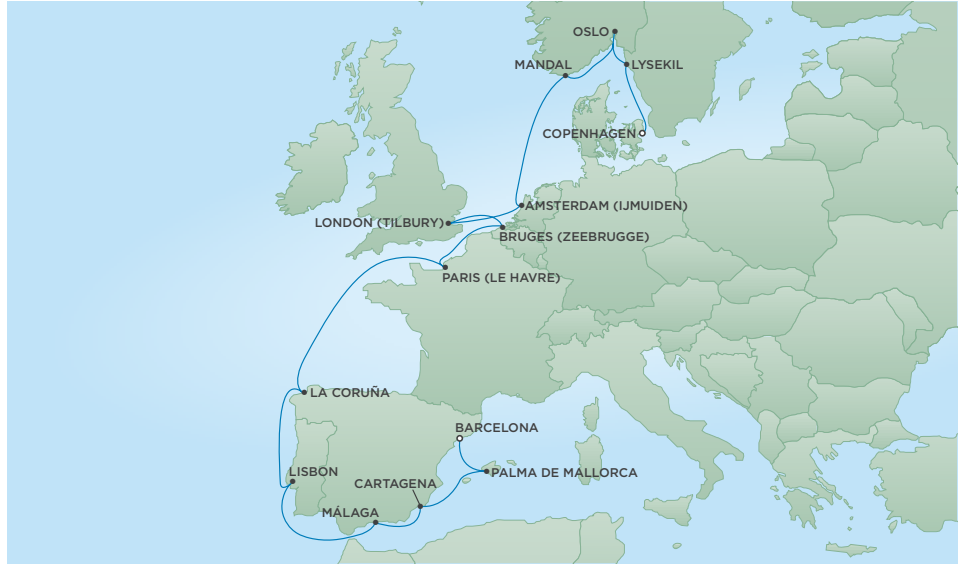 OSLO
MANDAL
LYSEKIL
COPENHAGEN
AMSTERDAM (IJMUIDEN)
LONDON (TILBURY)
BRUGES (ZEEBRUGGE)
PARIS (LE HAVRE)
LA CORUÑA
BARCELONA
LISBON
PALMA DE MALLORCA
CARTAGENA
MÁLAGA